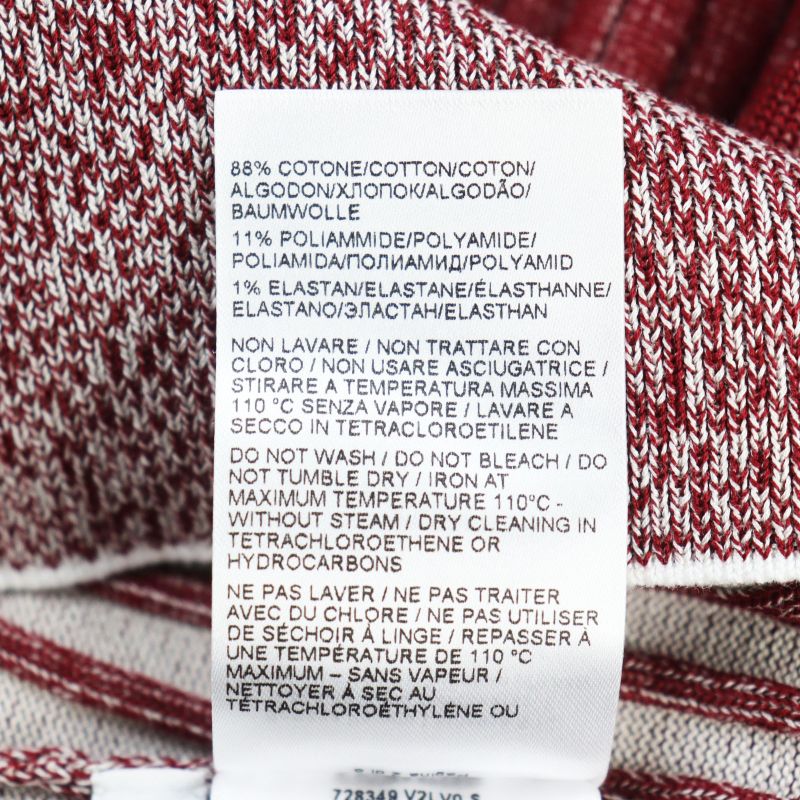 88% COTONE/COTTON/COTON/
ALGODON/ХЛОПОК/ALGODÃO/
BAUMWOLLE
11% POLIAMMIDE/POLYAMIDE/
POLIAMIDA/ПОЛИАМИД/POLYAMID
1% ELASTAN/ELASTANE/ÉLASTHANNE/
ELASTANO/ЭЛАСТАН/ELASTHAN
NON LAVARE / NON TRATTARE CON
CLORO / NON USARE ASCIUGATRICE /
STIRARE A TEMPERATURA MASSIMA
110 °C SENZA VAPORE / LAVARE A
SECCO IN TETRACLOROETILENE
DO NOT WASH / DO NOT BLEACH / DO
NOT TUMBLE DRY / IRON AT
MAXIMUM TEMPERATURE 110°C -
WITHOUT STEAM / DRY CLEANING IN
TETRACHLOROETHENE OR
HYDROCARBONS
NE PAS LAVER / NE PAS TRAITER
AVEC DU CHLORE / NE PAS UTILISER
DE SÉCHOIR À LINGE / REPASSER À
UNE TEMPÉRATURE DE 110 °C
MAXIMUM – SANS VAPEUR /
NETTOYER À SEC AU
TÉTRACHLOROÉTHYLÉNE OU
728349